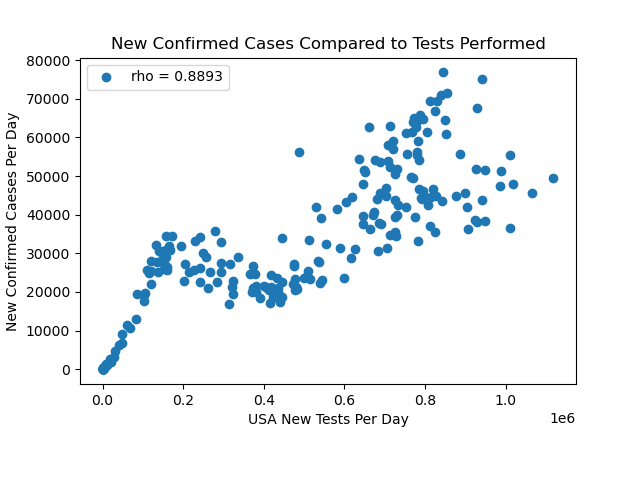 New Confirmed Cases Compared to Tests Performed
rho = 0.8893
80000
70000
60000
50000
40000
30000
20000
10000
0
New Confirmed Caeses Per Day
0.0 0.2 0.4 0.6 0.8 1.0
1e6
USA New Tests Per Day